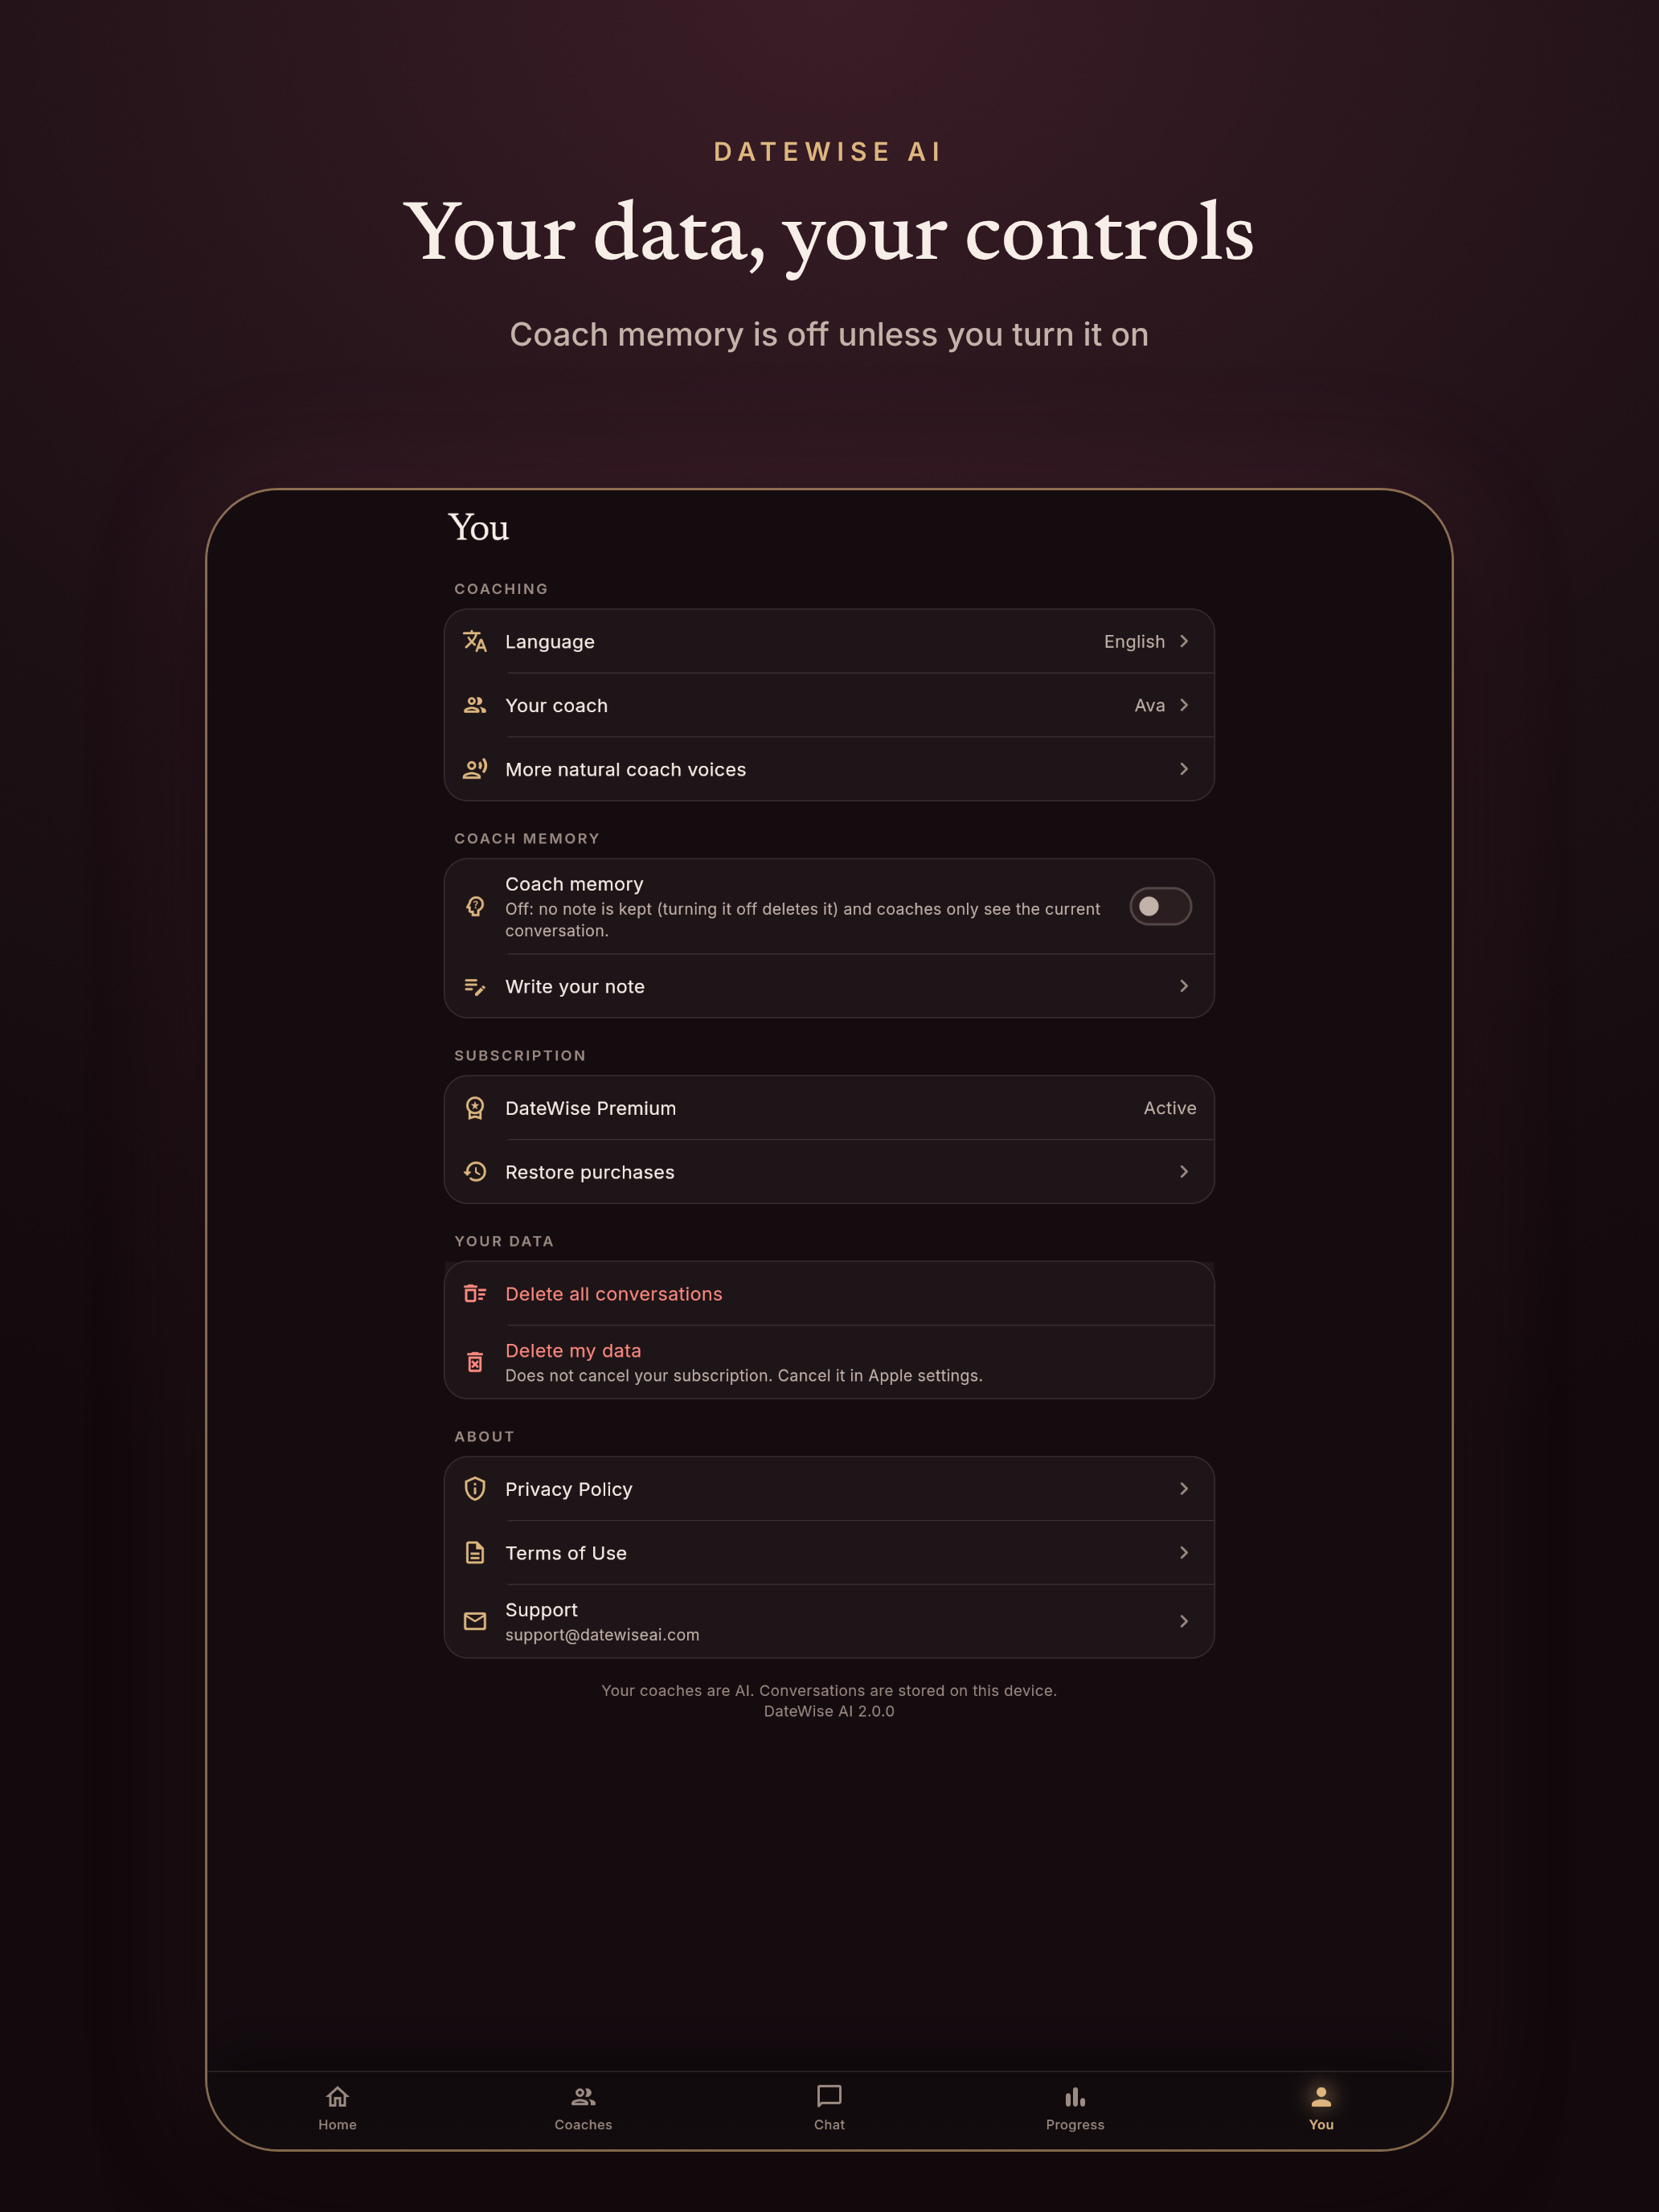 DATEWISE AI
Your data, your controls
Coach memory is off unless you turn it on
You
COACHING
Language English
Your coach Ava
More natural coach voices
COACH MEMORY
Coach memory
Off: no note is kept (turning it off deletes it) and coaches only see the current
conversation.
Write your note
SUBSCRIPTION
DateWise Premium Active
Restore purchases
YOUR DATA
Delete all conversations
Delete my data
Does not cancel your subscription. Cancel it in Apple settings.
ABOUT
Privacy Policy
Terms of Use
Support
support@datewiseai.com
Your coaches are AI. Conversations are stored on this device.
DateWise AI 2.0.0
Home Coaches Chat Progress You